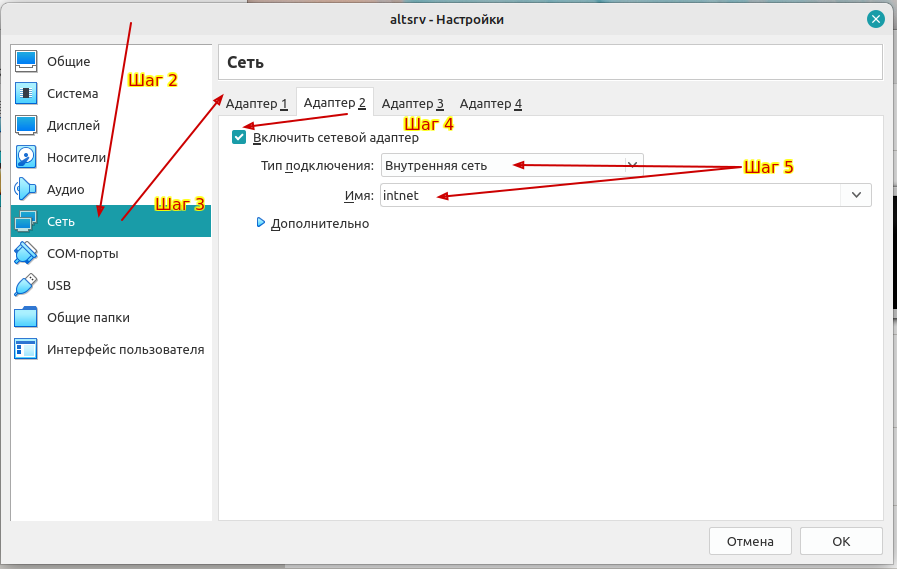 altsrv - Настройки
Общие
Система
Дисплей
Носители
Аудио
Сеть
COM-порты
USB
Общие папки
Интерфейс пользователя
Шаг 2
Шаг 3
Сеть
Адаптер 1 Адаптер 2 Адаптер 3 Адаптер 4
Шаг 4
Включить сетевой адаптер
Тип подключения: Внутренняя сеть
Шаг 5
Имя: intnet
Дополнительно
Отмена OK